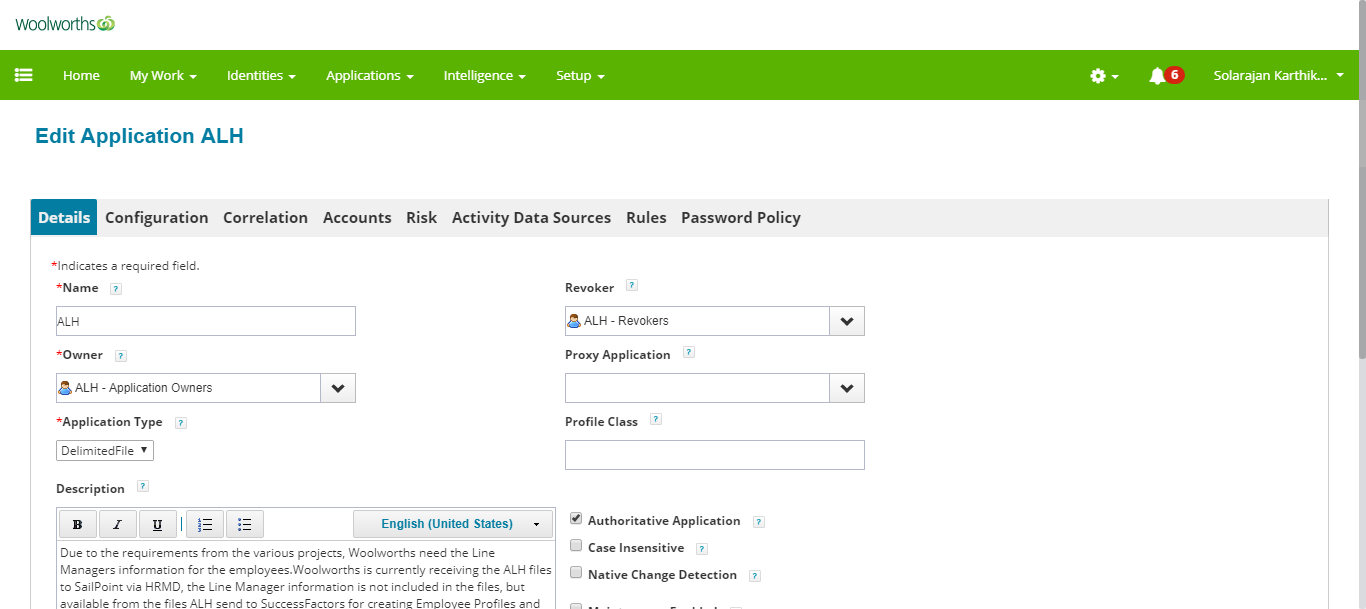 woolworths
Home My Work Identities Applications Intelligence Setup 6 Solarajan Karthik...
Edit Application ALH
Details Configuration Correlation Accounts Risk Activity Data Sources Rules Password Policy
*Indicates a required field.
*Name ?
Revoker ?
ALH
ALH - Revokers
*Owner ?
Proxy Application ?
ALH - Application Owners
*Application Type ?
Profile Class ?
DelimitedFile
Description ?
B I U English (United States)
Authoritative Application ?
Case Insensitive ?
Native Change Detection ?
Due to the requirements from the various projects, Woolworths need the Line
Managers information for the employees.Woolworths is currently receiving the ALH files
to SailPoint via HRMD, the Line Manager information is not included in the files, but
available from the files ALH send to SuccessFactors for creating Employee Profiles and